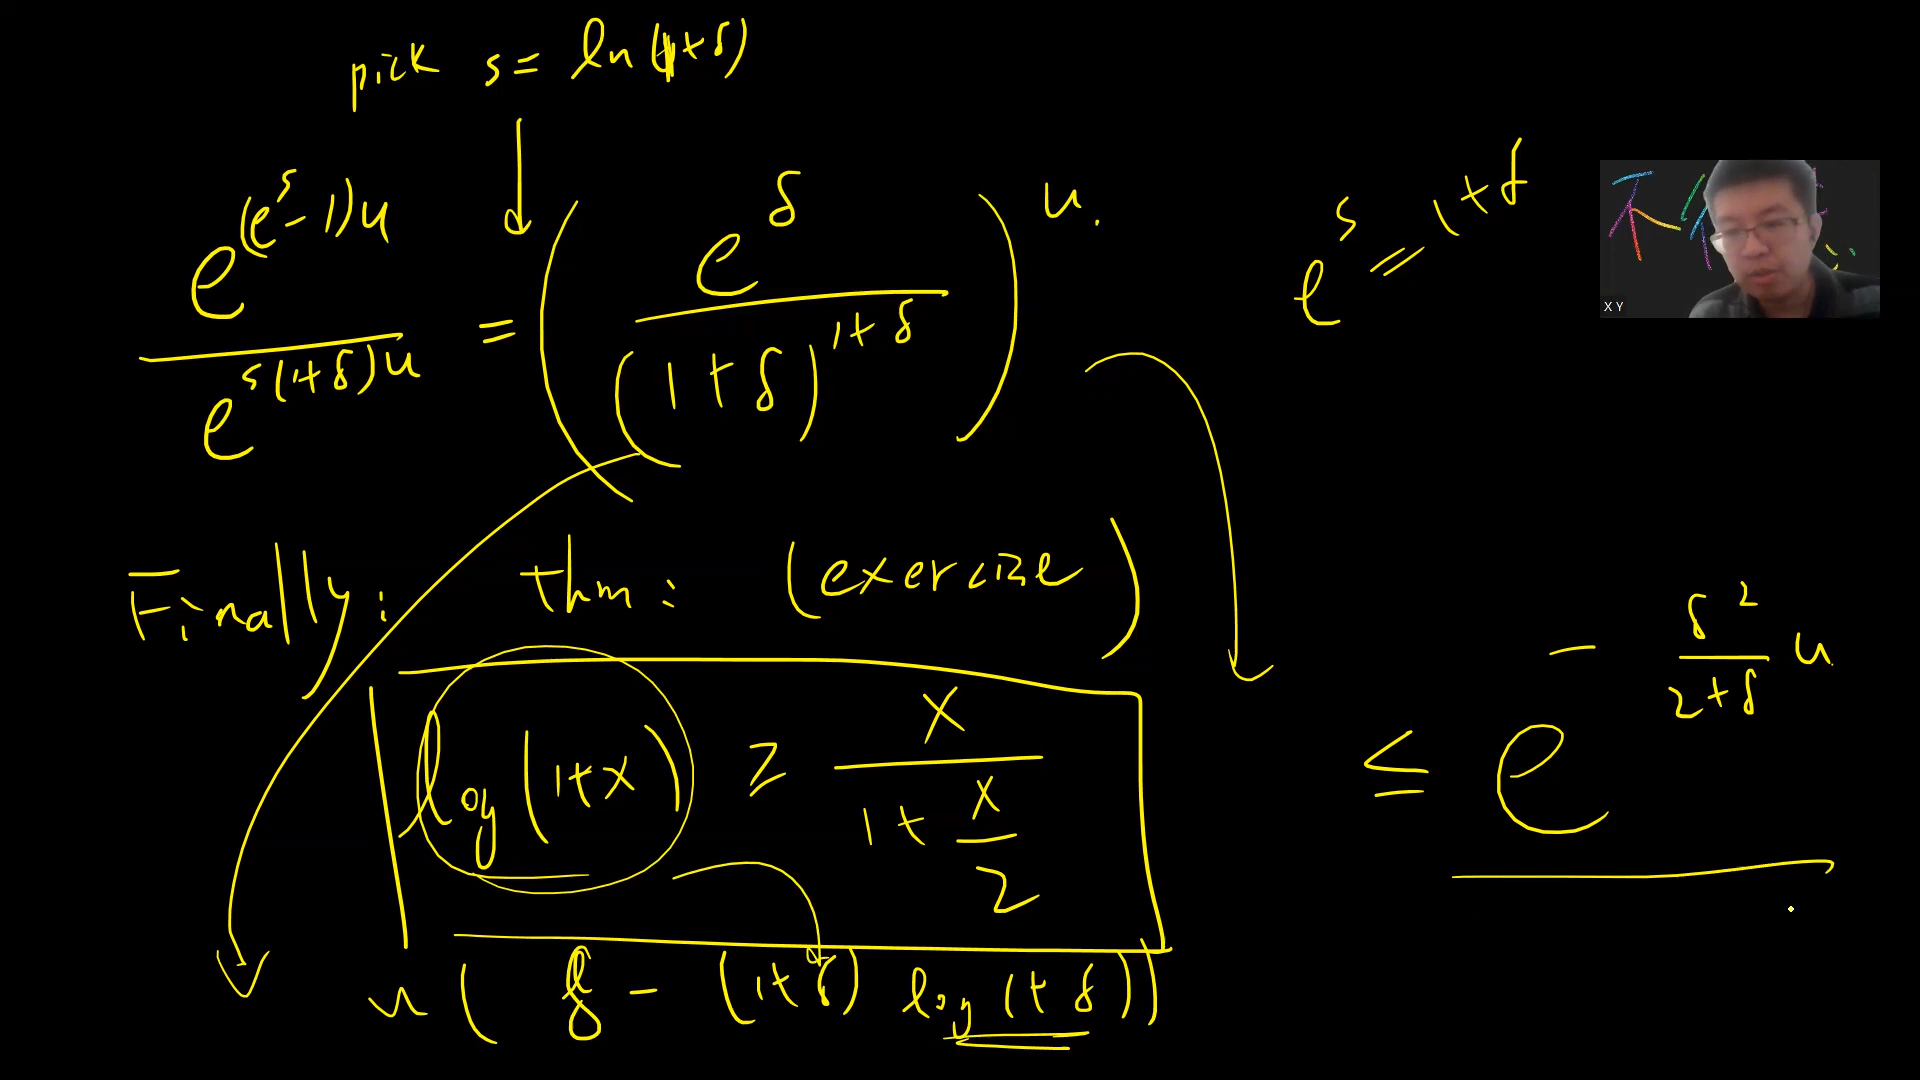 pick s = ln(1+δ)
e^{(e^s-1)u} / e^{s(1+δ)u} = (e^δ / (1+δ)^{1+δ})^u.
e^s = 1+δ
不
X Y
Finally: thm: (exercise)
log(1+x) ≥ x / (1 + x/2)
≤ e^{- δ^2/(2+δ) u}
u(δ - (1+δ) log(1+δ))